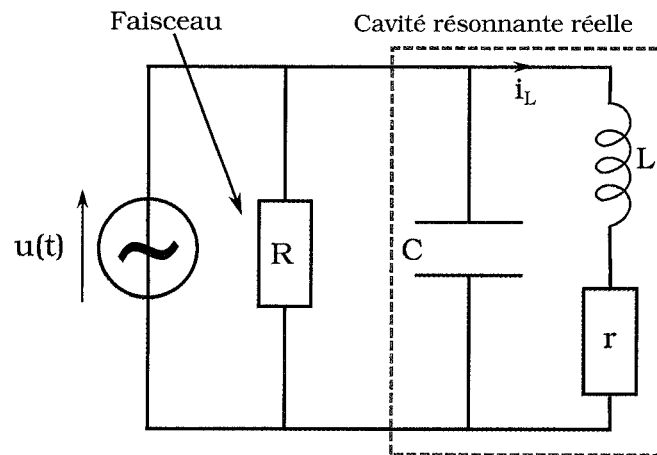 Faisceau
Cavité résonnante réelle
i_L
L
u(t)
R
C
r